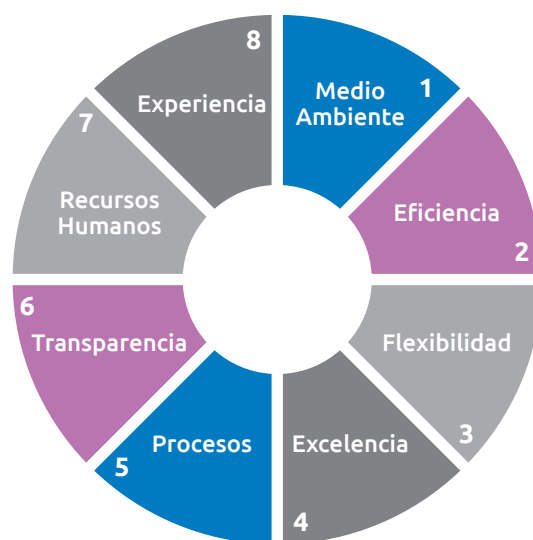 1
Medio
Ambiente
2
Eficiencia
3
Flexibilidad
4
Excelencia
5
Procesos
6
Transparencia
7
Recursos
Humanos
8
Experiencia